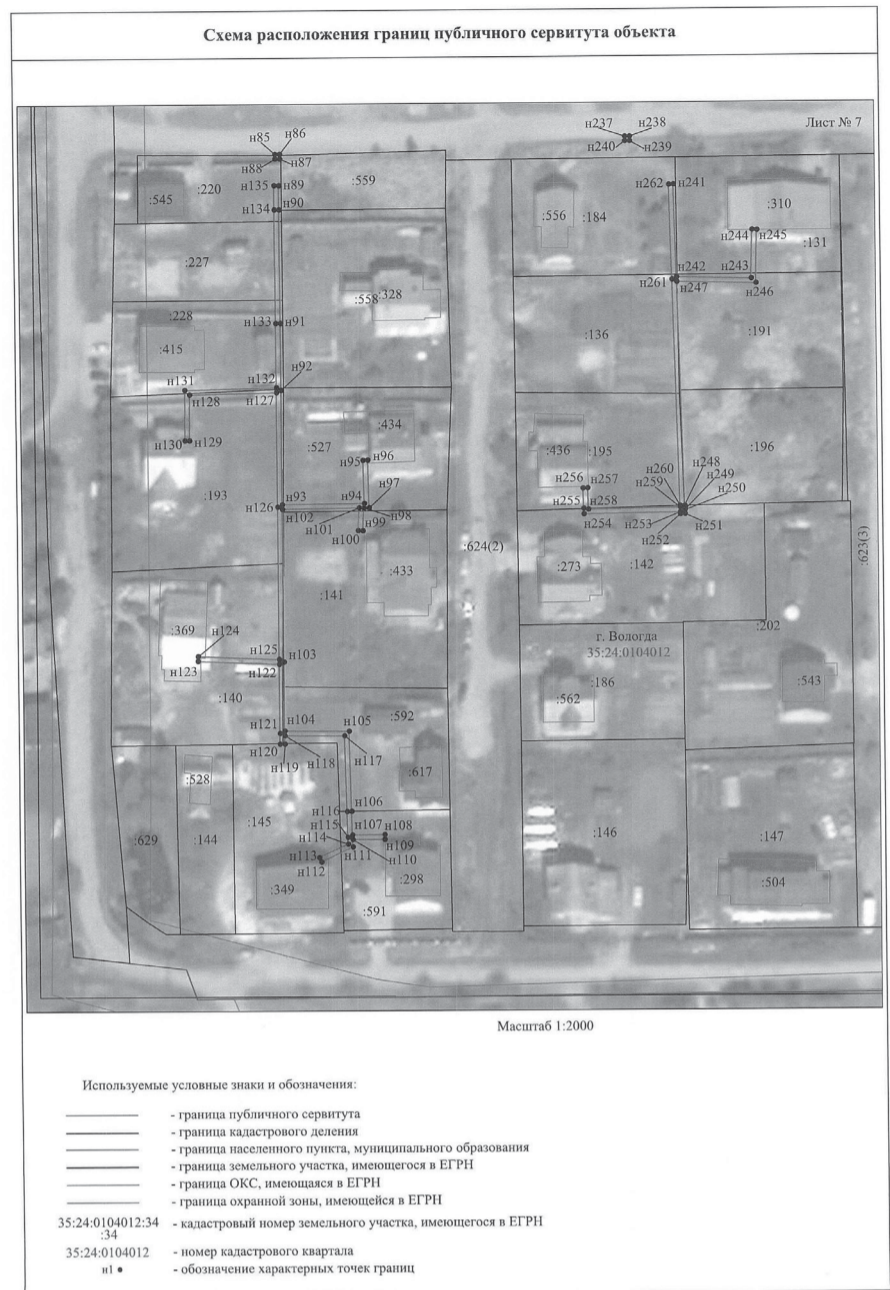 Схема расположения границ публичного сервитута объекта
Лист № 7
н237 н238
н240 н239
н85 н86
н88 н87
:559
н135 н89
:220
:545
н90
н134
н262 н241
:310
:556 :184
н244 н245
:131
:227
н242 н243
н261 н247 н246
:558 :328
:228
н133 н91
:415
:136
:191
н92
н131 н132
н128 н127
:434
:527
:436 :195
:196
н130 н129
н95 н96
н260 н248
н256 н257 н259 н249
:193
н93 н94 н97
н255 н258 н250
н126 н102 н98
н101 н99
н254 н253 н251
н252
н100
:624(2)
:623(3)
:433
:273
:142
:141
:369
н124
г. Вологда
35:24:0104012
:202
н125 н103
н123 н122
:562 :186
:543
:140
:592
н121 н104 н105
н120
н119 н118 н117
:617
:528
н116 н106
:145
:629
:144
н115 н107 н108
н114
н109
:146
:147
н113 н111 н110
н112
:349
:298
:504
:591
Масштаб 1:2000
Используемые условные знаки и обозначения:
- граница публичного сервитута
- граница кадастрового деления
- граница населенного пункта, муниципального образования
- граница земельного участка, имеющегося в ЕГРН
- граница ОКС, имеющаяся в ЕГРН
- граница охранной зоны, имеющейся в ЕГРН
35:24:0104012:34 - кадастровый номер земельного участка, имеющегося в ЕГРН
:34
35:24:0104012 - номер кадастрового квартала
н1 ● - обозначение характерных точек границ